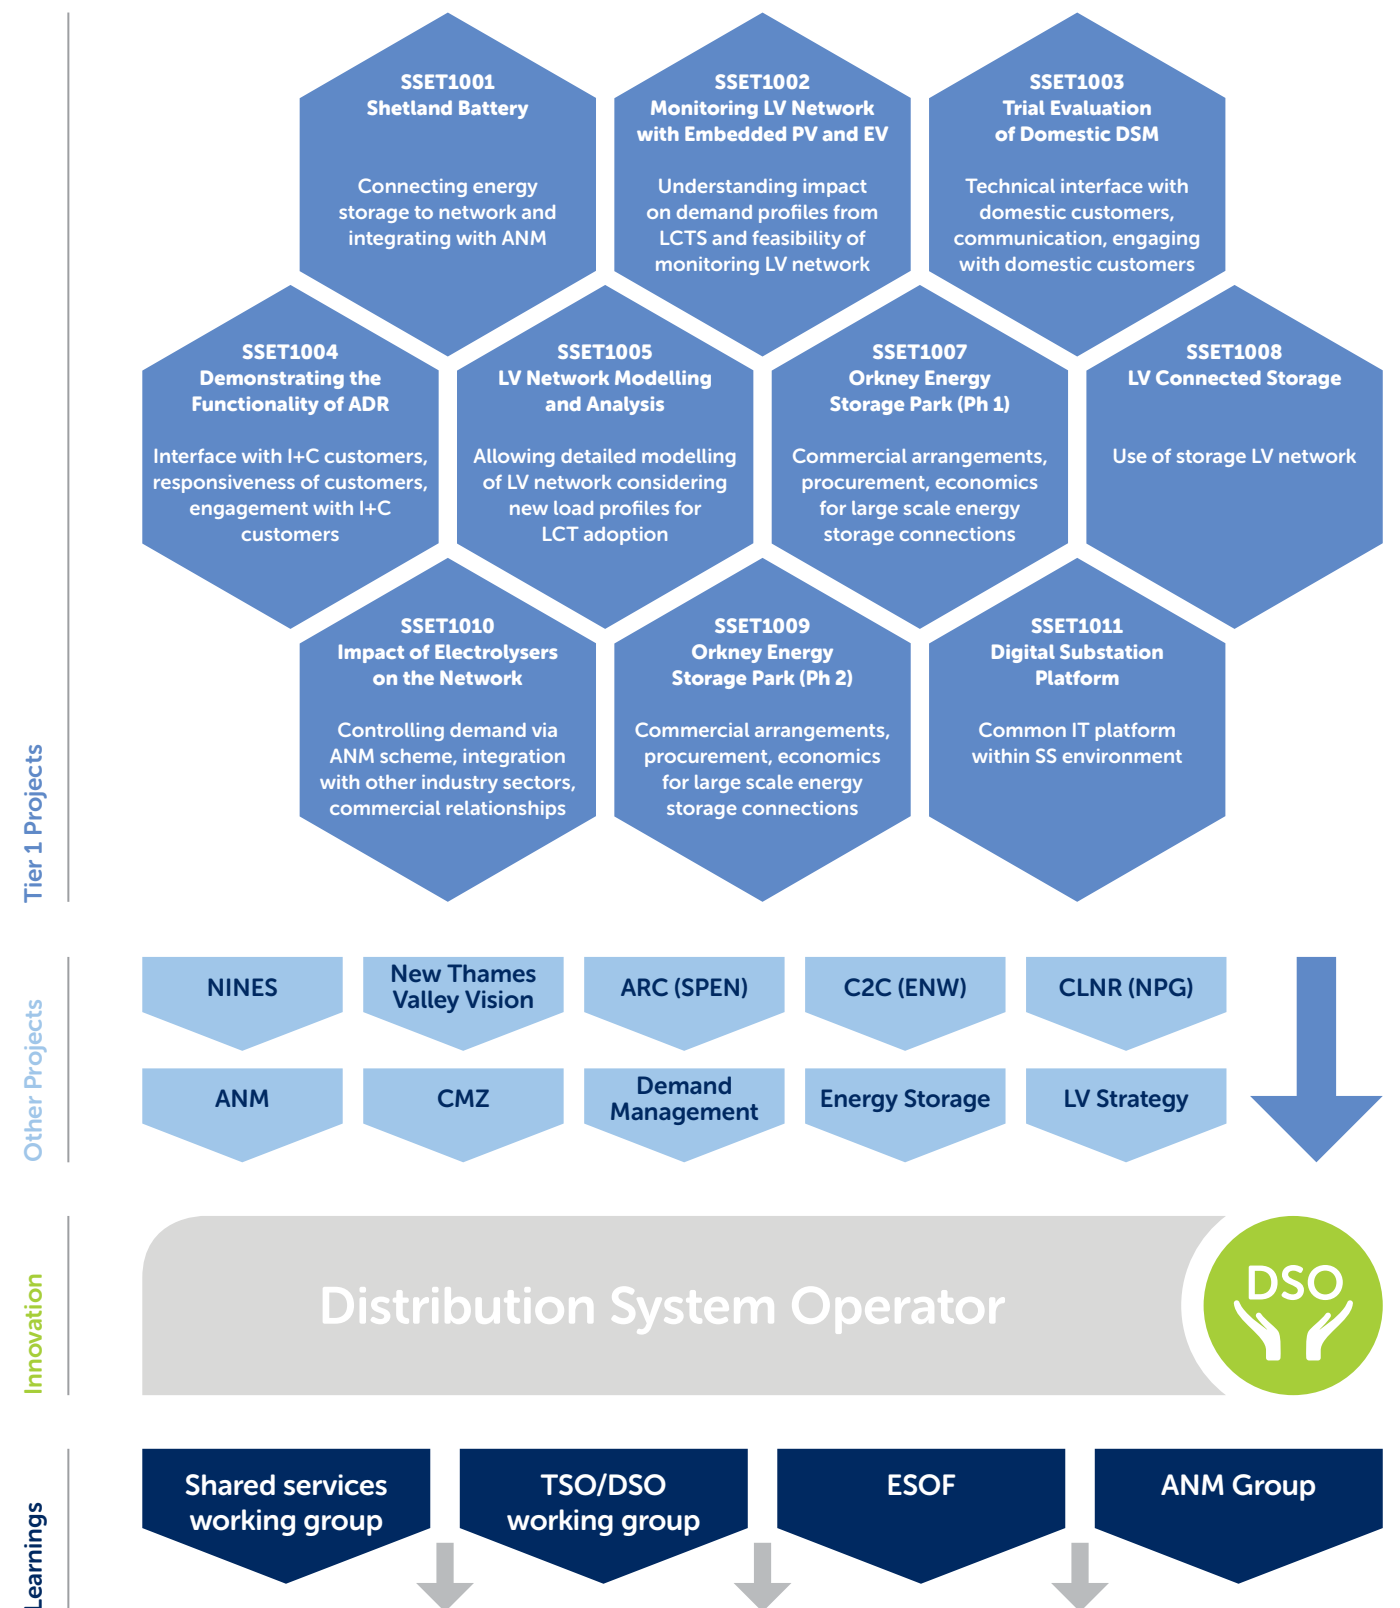 SSET1001
Shetland Battery
Connecting energy
storage to network and
integrating with ANM
SSET1002
Monitoring LV Network
with Embedded PV and EV
Understanding impact
on demand profiles from
LCTS and feasibility of
monitoring LV network
SSET1003
Trial Evaluation
of Domestic DSM
Technical interface with
domestic customers,
communication, engaging
with domestic customers
SSET1004
Demonstrating the
Functionality of ADR
Interface with I+C customers,
responsiveness of customers,
engagement with I+C
customers
SSET1005
LV Network Modelling
and Analysis
Allowing detailed modelling
of LV network considering
new load profiles for
LCT adoption
SSET1007
Orkney Energy
Storage Park (Ph 1)
Commercial arrangements,
procurement, economics
for large scale energy
storage connections
SSET1008
LV Connected Storage
Use of storage LV network
SSET1010
Impact of Electrolysers
on the Network
Controlling demand via
ANM scheme, integration
with other industry sectors,
commercial relationships
SSET1009
Orkney Energy
Storage Park (Ph 2)
Commercial arrangements,
procurement, economics
for large scale energy
storage connections
SSET1011
Digital Substation
Platform
Common IT platform
within SS environment
Tier 1 Projects
NINES
New Thames
Valley Vision
ARC (SPEN)
C2C (ENW)
CLNR (NPG)
ANM
CMZ
Demand
Management
Energy Storage
LV Strategy
Other Projects
Distribution System Operator
DSO
Innovation
Shared services
working group
TSO/DSO
working group
ESOF
ANM Group
Learnings